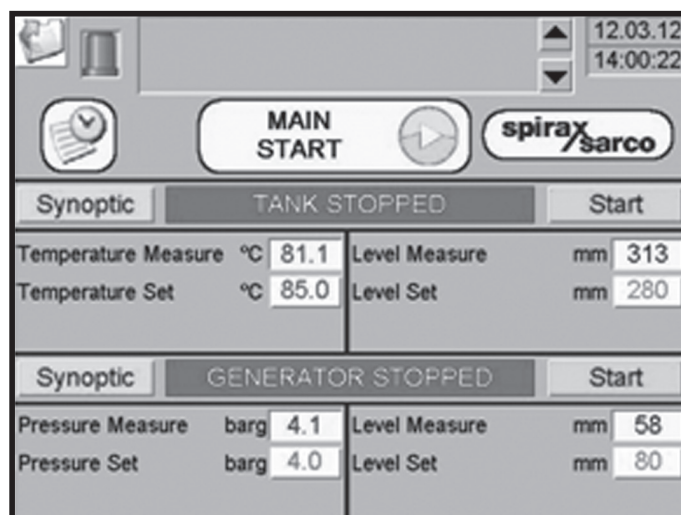 12.03.12
14:00:22
MAIN
START
spirax
sarco
Synoptic TANK STOPPED Start
Temperature Measure ºC 81.1 Level Measure mm 313
Temperature Set ºC 85.0 Level Set mm 280
Synoptic GENERATOR STOPPED Start
Pressure Measure barg 4.1 Level Measure mm 58
Pressure Set barg 4.0 Level Set mm 80